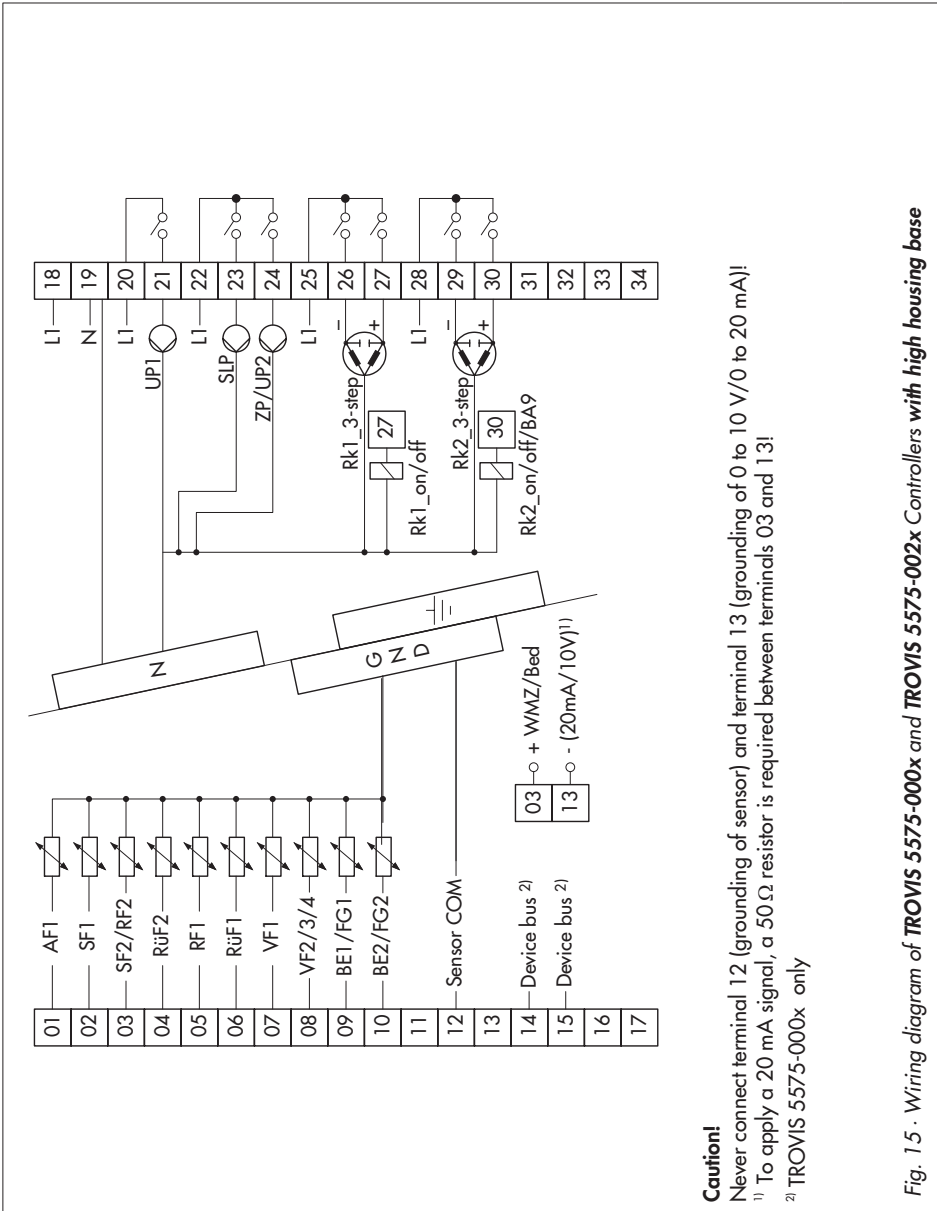 01
02
03
04
05
06
07
08
09
10
11
12
13
14
15
16
17
AF1
SF1
SF2/RF2
RüF2
RF1
RüF1
VF1
VF2/3/4
BE1/FG1
BE2/FG2
Sensor COM
Device bus 2)
Device bus 2)
03
13
+ WMZ/Bed
- (20mA/10V)1)
N
GND
UP1
SLP
ZP/UP2
Rk1_3-step
27
Rk1_on/off
Rk2_3-step
30
Rk2_on/off/BA9
L1
N
L1
L1
L1
–
+
L1
–
+
18
19
20
21
22
23
24
25
26
27
28
29
30
31
32
33
34
Caution!
Never connect terminal 12 (grounding of sensor) and terminal 13 (grounding of 0 to 10 V/0 to 20 mA)!
1) To apply a 20 mA signal, a 50 Ω resistor is required between terminals 03 and 13!
2) TROVIS 5575-000x only
Fig. 15 · Wiring diagram of TROVIS 5575-000x and TROVIS 5575-002x Controllers with high housing base